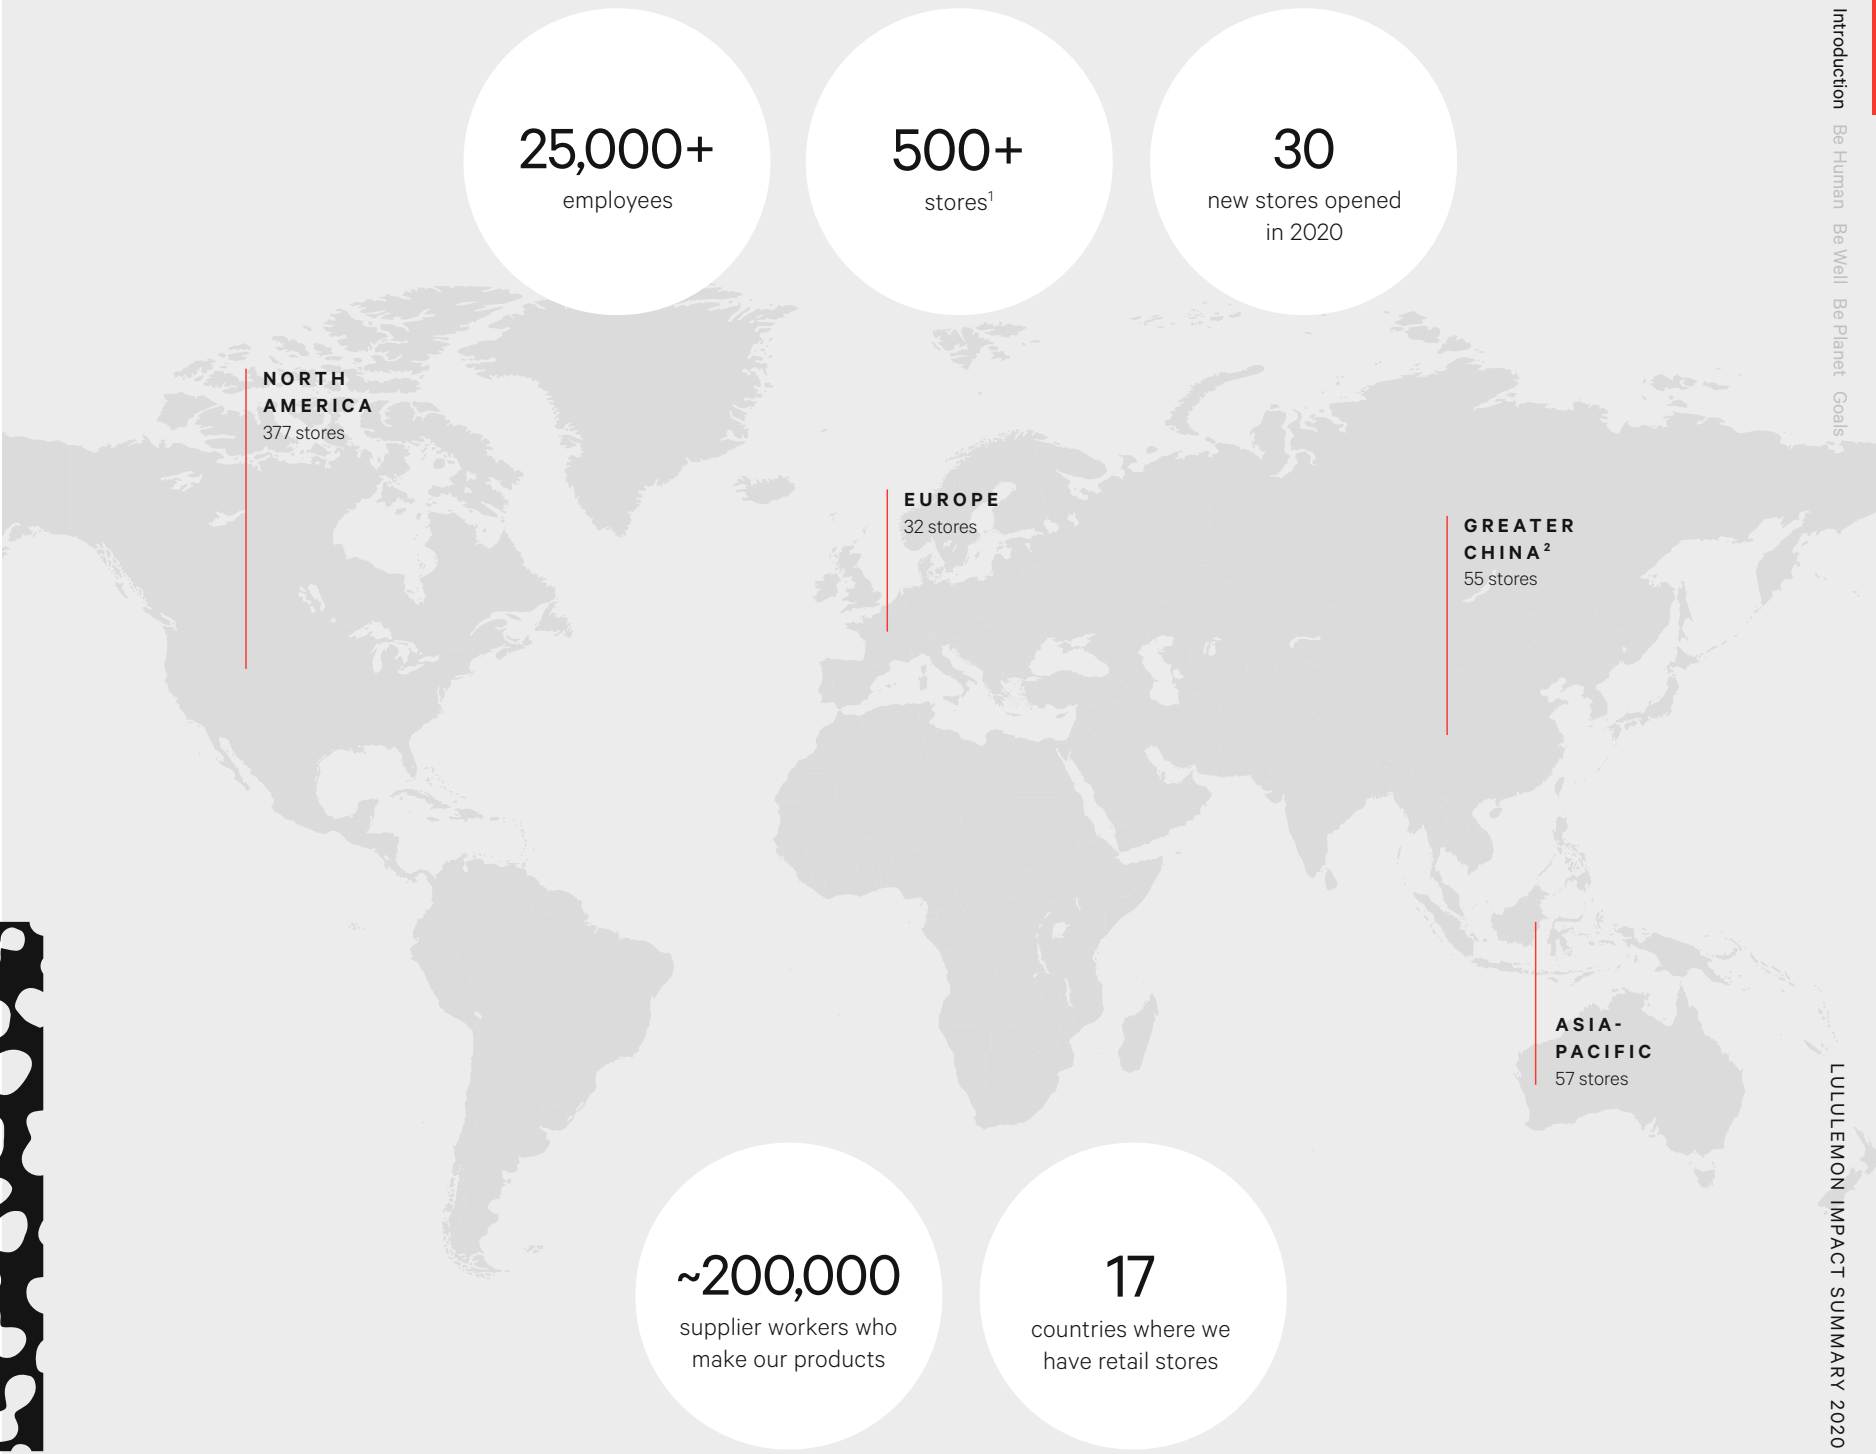 25,000+
employees
500+
stores¹
30
new stores opened
in 2020
NORTH
AMERICA
377 stores
EUROPE
32 stores
GREATER
CHINA²
55 stores
ASIA-
PACIFIC
57 stores
~200,000
supplier workers who
make our products
17
countries where we
have retail stores
Introduction Be Human Be Well Be Planet Goals
LULULEMON IMPACT SUMMARY 2020